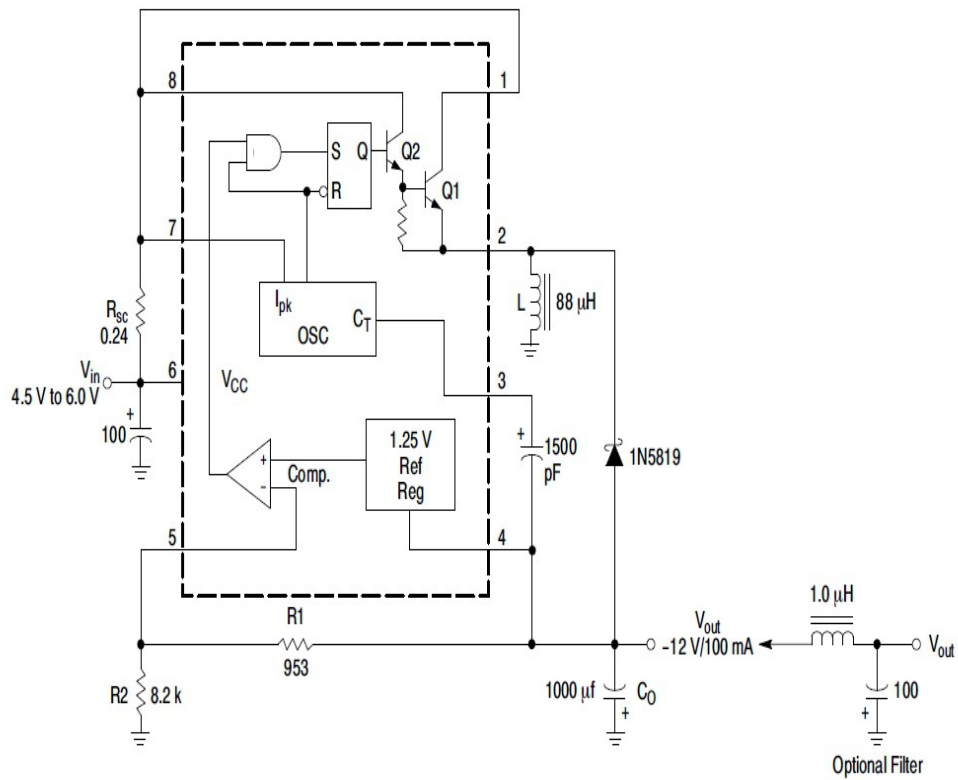 8
1
S Q
Q2
R
Q1
7
2
Ipk
CT
OSC
L
88 µH
Rsc
0.24
Vin
4.5 V to 6.0 V
6
VCC
3
+
100
1.25 V
Ref
Reg
+
1500
pF
+
-
Comp.
1N5819
5
4
R1
953
Vout
-12 V/100 mA
1.0 µH
Vout
R2
8.2 k
1000 µf
CO
+
100
+
Optional Filter